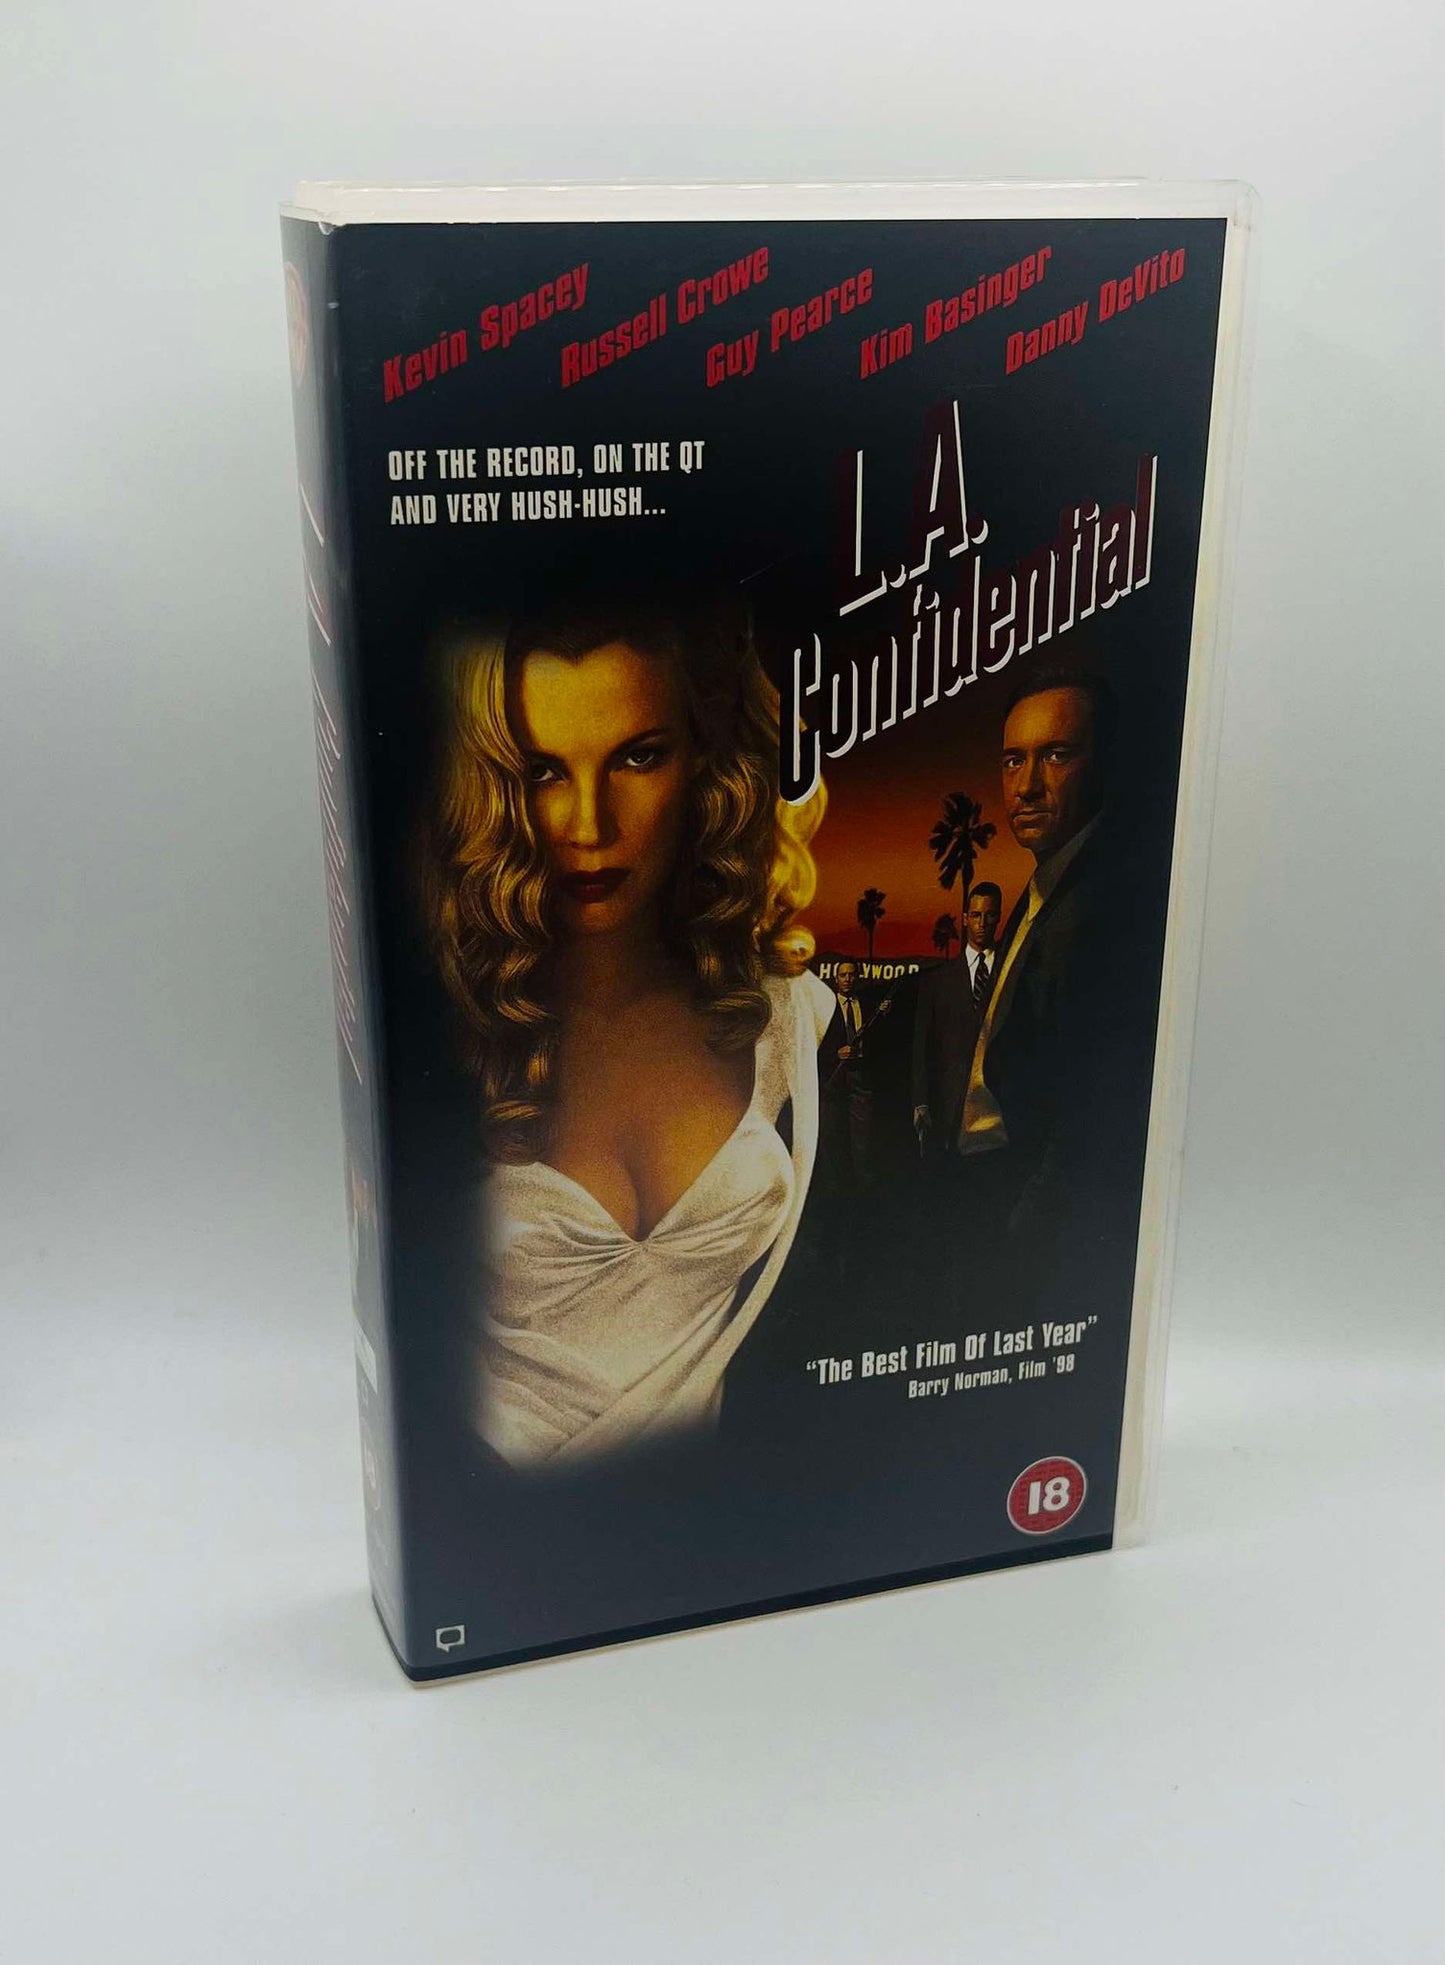 Kevin Spacey
Russell Crowe
Guy Pearce
Kim Basinger
Danny DeVito
OFF THE RECORD, ON THE QT
AND VERY HUSH-HUSH...
L.A.
Confidential
HOLLYWOOD
"The Best Film Of Last Year"
Barry Norman, Film '98
18